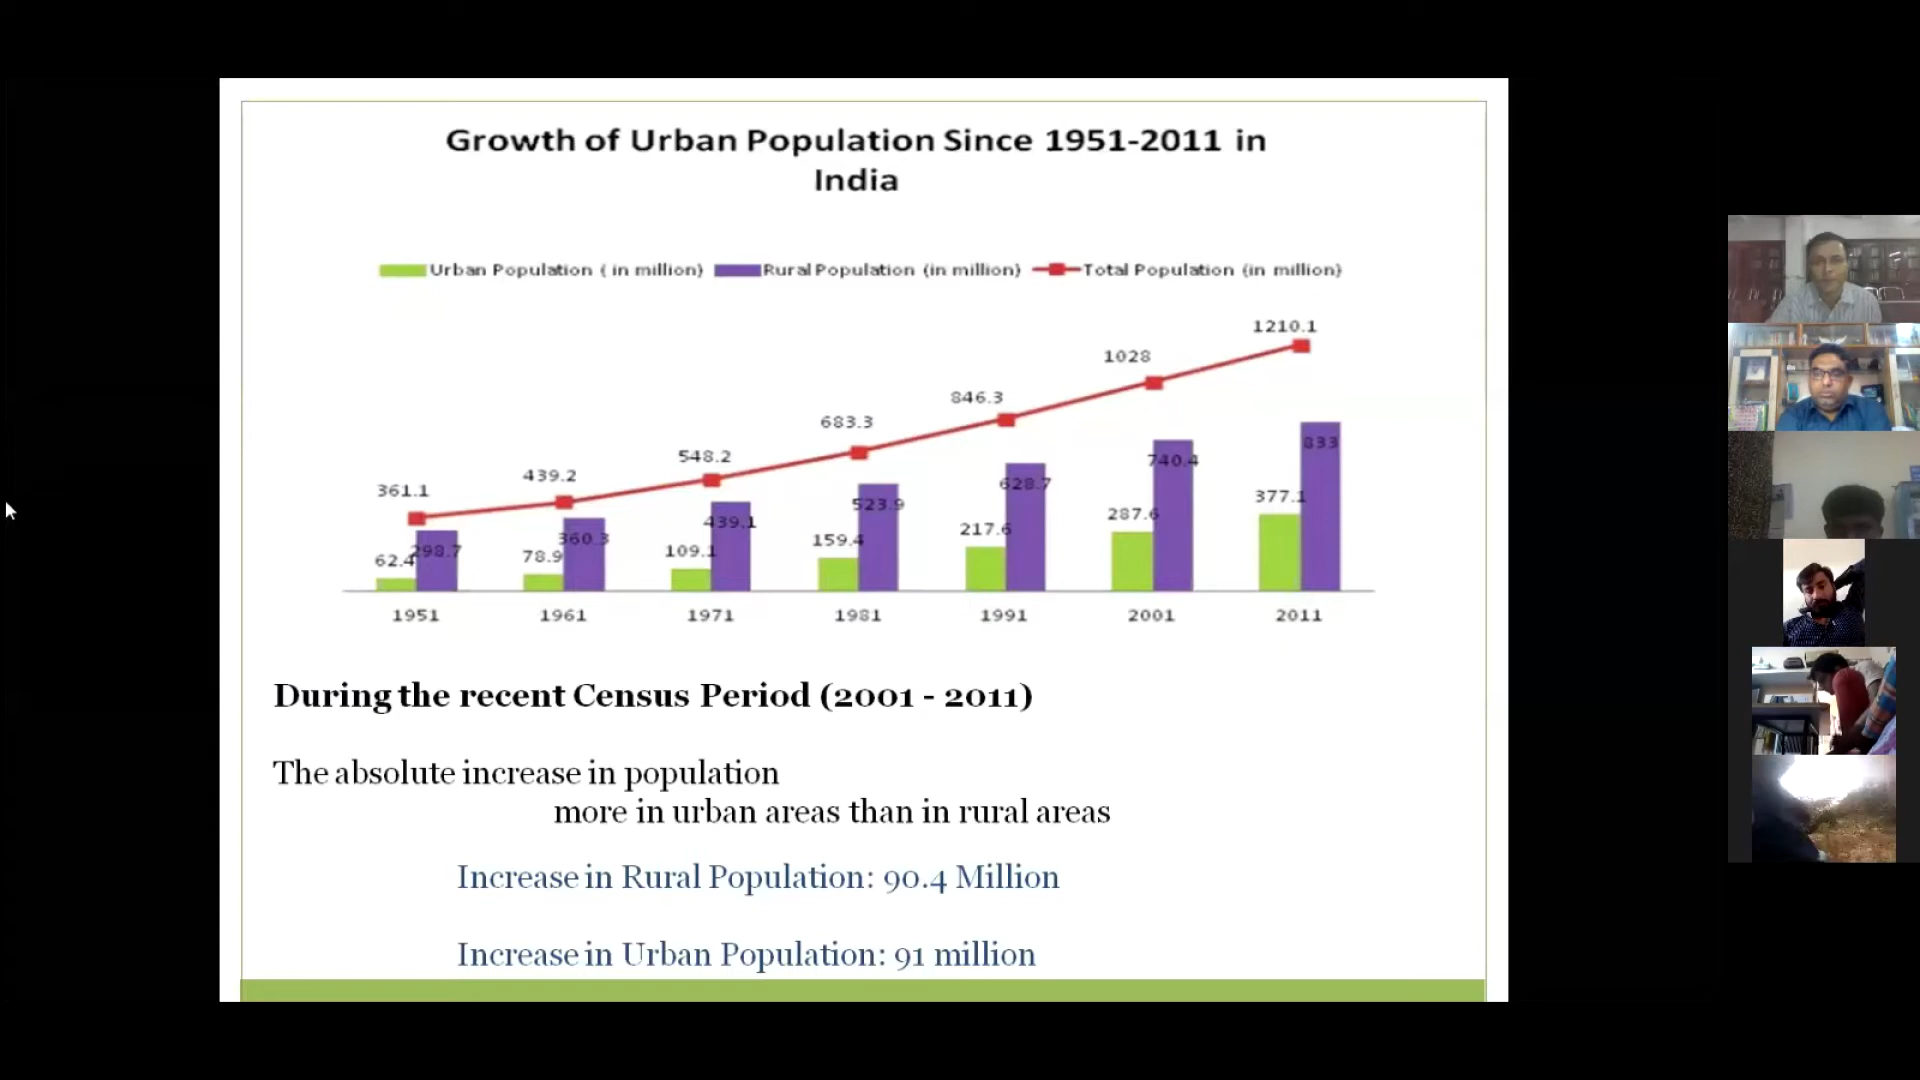 Growth of Urban Population Since 1951-2011 in
India
Urban Population ( in million) Rural Population (in million) Total Population (in million)
1210.1
1028
846.3
683.3
548.2
439.2
361.1
833
740.4
628.7
523.9
439.1
360.3
298.7
377.1
287.6
217.6
159.4
109.1
78.9
62.4
1951 1961 1971 1981 1991 2001 2011
During the recent Census Period (2001 - 2011)
The absolute increase in population
more in urban areas than in rural areas
Increase in Rural Population: 90.4 Million
Increase in Urban Population: 91 million